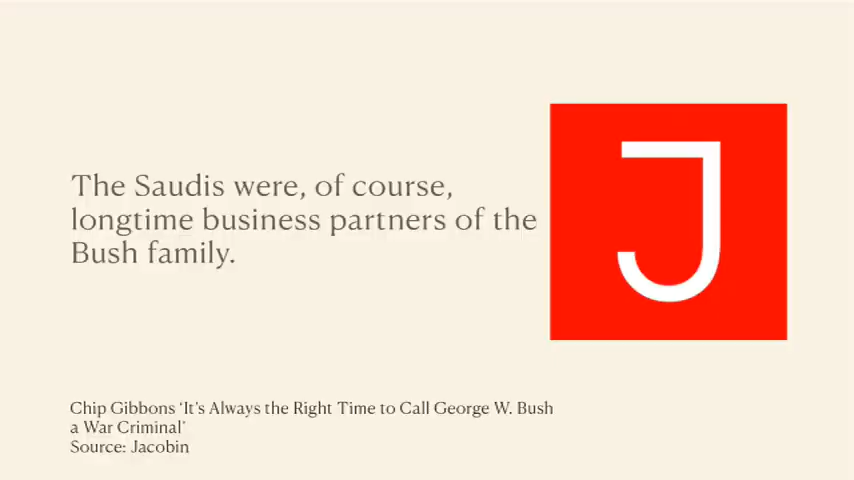 The Saudis were, of course,
longtime business partners of the
Bush family.
J
Chip Gibbons ‘It’s Always the Right Time to Call George W. Bush
a War Criminal’
Source: Jacobin